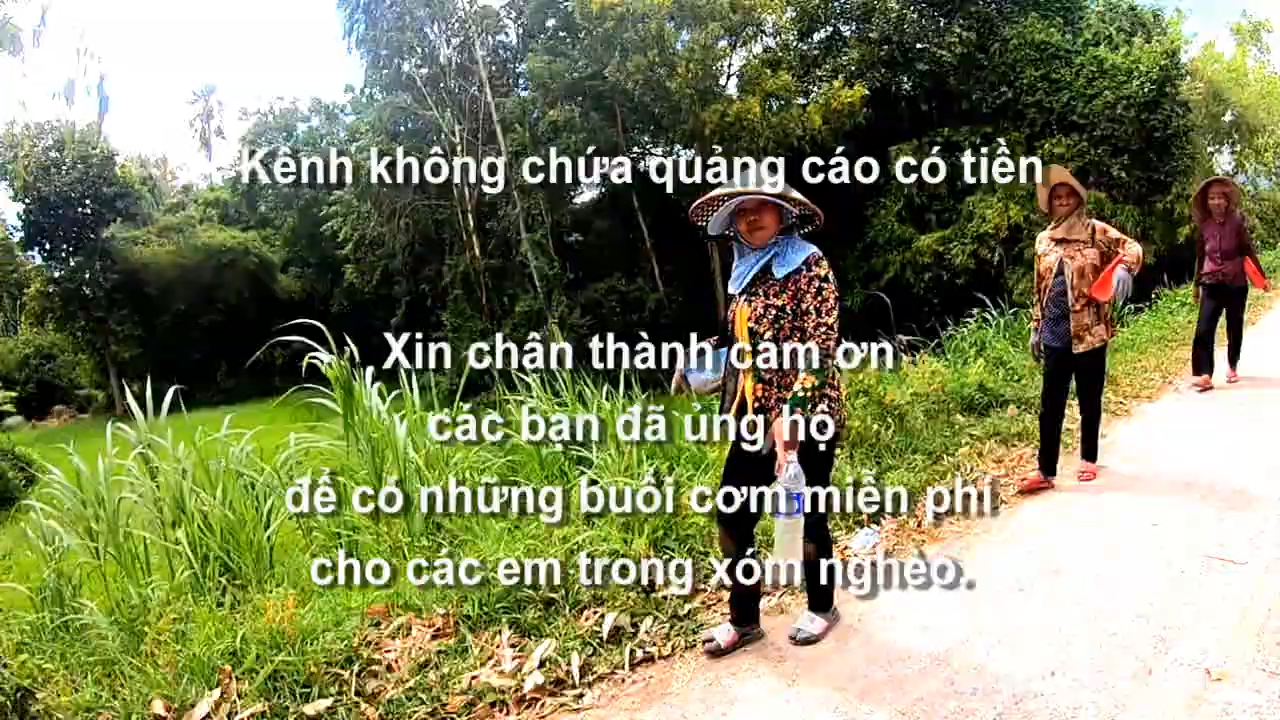 Kênh không chứa quảng cáo có tiền
Xin chân thành cảm ơn
các bạn đã ủng hộ
để có những buổi cơm miễn phí
cho các em trong xóm nghèo.